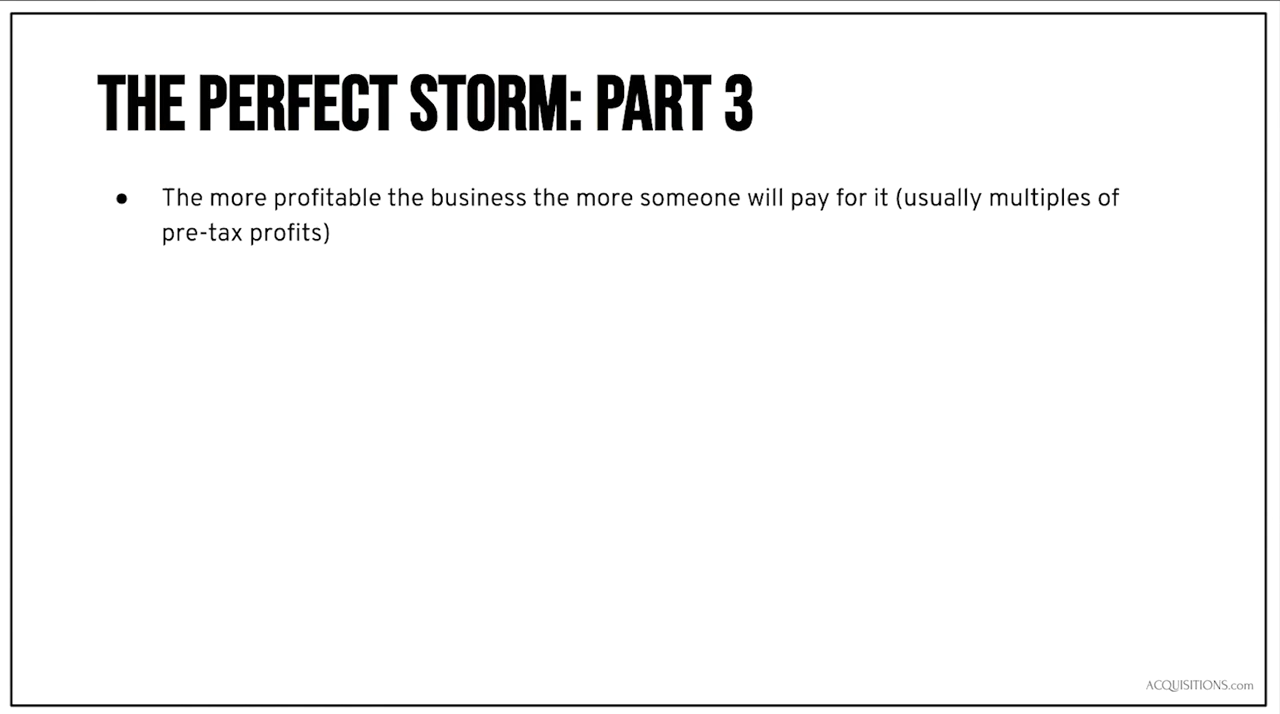 THE PERFECT STORM: PART 3
● The more profitable the business the more someone will pay for it (usually multiples of
pre-tax profits)
ACQUISITIONS.com